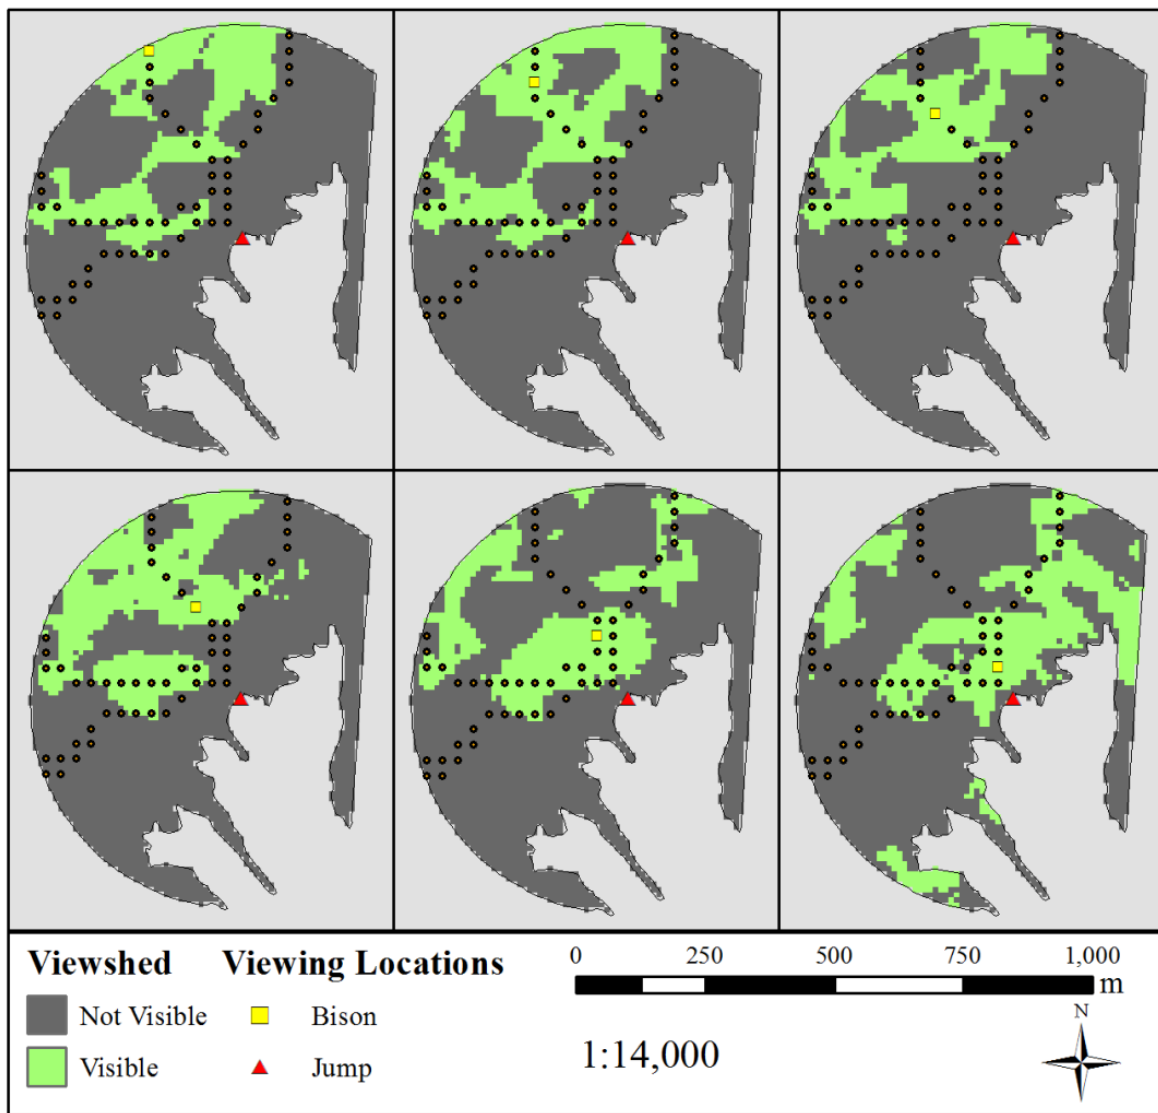 Viewshed
Viewing Locations
0 250 500 750 1,000
m
Not Visible
Bison
Visible
Jump
1:14,000
N